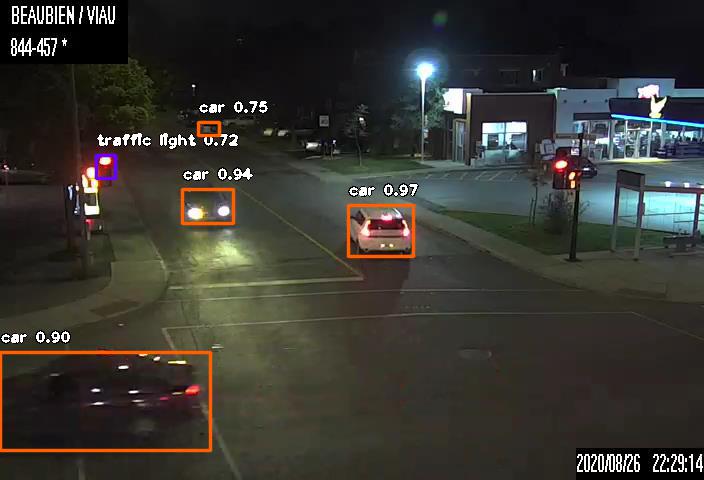 BEAUBIEN / VIAU
844-457 *
car 0.75
traffic light 0.72
car 0.94
car 0.97
car 0.90
2020/08/26 22:29:14